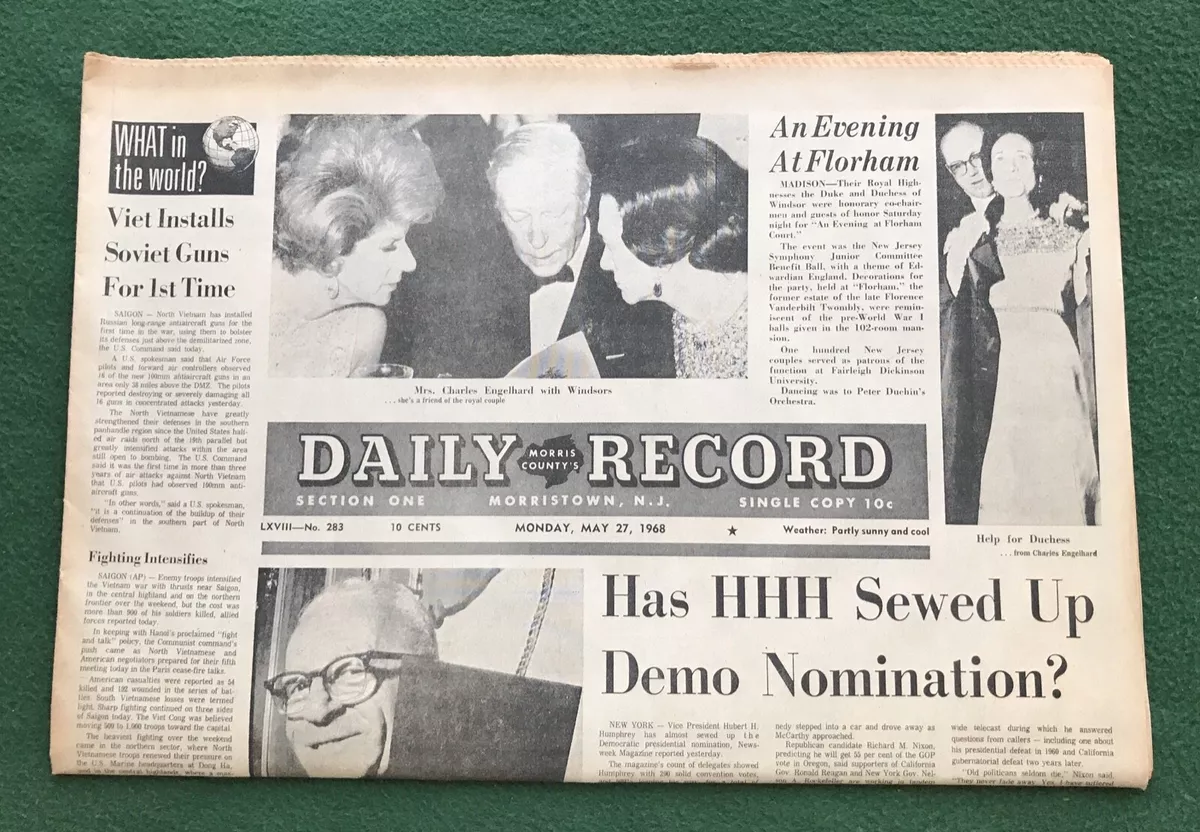 WHAT in
the world?
Viet Installs
Soviet Guns
For 1st Time
SAIGON — North Vietnam has installed
Russian long-range antiaircraft guns for the
first time in the war, using them to bolster
its defenses just above the demilitarized zone,
the U.S. Command said today.
A U.S. spokesman said that Air Force
pilots and forward air controllers observed
16 of the new 100mm antiaircraft guns in an
area only 38 miles above the DMZ. The pilots
reported destroying or severely damaging all
16 guns in concentrated attacks yesterday.
The North Vietnamese have greatly
strengthened their defenses in the southern
panhandle region since the United States halt-
ed air raids north of the 19th parallel but
greatly intensified attacks within the area
still open to bombing. The U.S. Command
said it was the first time in more than three
years of air attacks against North Vietnam
that U.S. pilots had observed 100mm anti-
aircraft guns.
"In other words," said a U.S. spokesman,
"it is a continuation of the buildup of their
defenses" in the southern part of North
Vietnam.
Fighting Intensifies
SAIGON (AP) — Enemy troops intensified
the Vietnam war with thrusts near Saigon,
in the central highland and on the northern
frontier over the weekend, but the cost was
more than 900 of his soldiers killed, allied
forces reported today.
In keeping with Hanoi's proclaimed "fight
and talk" policy, the Communist command's
push came as North Vietnamese and
American negotiators prepared for their fifth
meeting today in the Paris cease-fire talks.
American casualties were reported as 54
killed and 102 wounded in the series of bat-
tles. South Vietnamese losses were termed
light. Sharp fighting continued on three sides
of Saigon today. The Viet Cong was believed
moving 500 to 1,000 troops toward the capital.
The heaviest fighting over the weekend
came in the northern sector, where North
Vietnamese troops renewed their pressure on
the U.S. Marine headquarters at Dong Ha,
and in the central highlands, where a
Mrs. Charles Engelhard with Windsors
. . . she's a friend of the royal couple
An Evening
At Florham
MADISON—Their Royal High-
nesses the Duke and Duchess of
Windsor were honorary co-chair-
men and guests of honor Saturday
night for "An Evening at Florham
Court."
The event was the New Jersey
Symphony Junior Committee
Benefit Ball, with a theme of Ed-
wardian England. Decorations for
the party, held at "Florham," the
former estate of the late Florence
Vanderbilt Twombly, were remin-
iscent of the pre-World War I
balls given in the 102-room man-
sion.
One hundred New Jersey
couples served as patrons of the
function at Fairleigh Dickinson
University.
Dancing was to Peter Duchin's
Orchestra.
Help for Duchess
. . . from Charles Engelhard
DAILY MORRIS COUNTY'S RECORD
SECTION ONE MORRISTOWN, N.J. SINGLE COPY 10c
LXVIII—No. 283 10 CENTS MONDAY, MAY 27, 1968 ★ Weather: Partly sunny and cool
Has HHH Sewed Up
Demo Nomination?
NEW YORK — Vice President Hubert H.
Humphrey has almost sewed up the
Democratic presidential nomination, News-
week Magazine reported yesterday.
The magazine's count of delegates showed
Humphrey with 290 solid convention votes,
nedy stepped into a car and drove away as
McCarthy approached.
Republican candidate Richard M. Nixon,
predicting he will get 55 per cent of the GOP
vote in Oregon, said supporters of California
Gov. Ronald Reagan and New York Gov. Nel-
son A. Rockefeller are working in tandem
wide telecast during which he answered
questions from callers — including one about
his presidential defeat in 1960 and California
gubernatorial defeat two years later.
"Old politicians seldom die," Nixon said.
"They never fade away. Yes, I have suffered